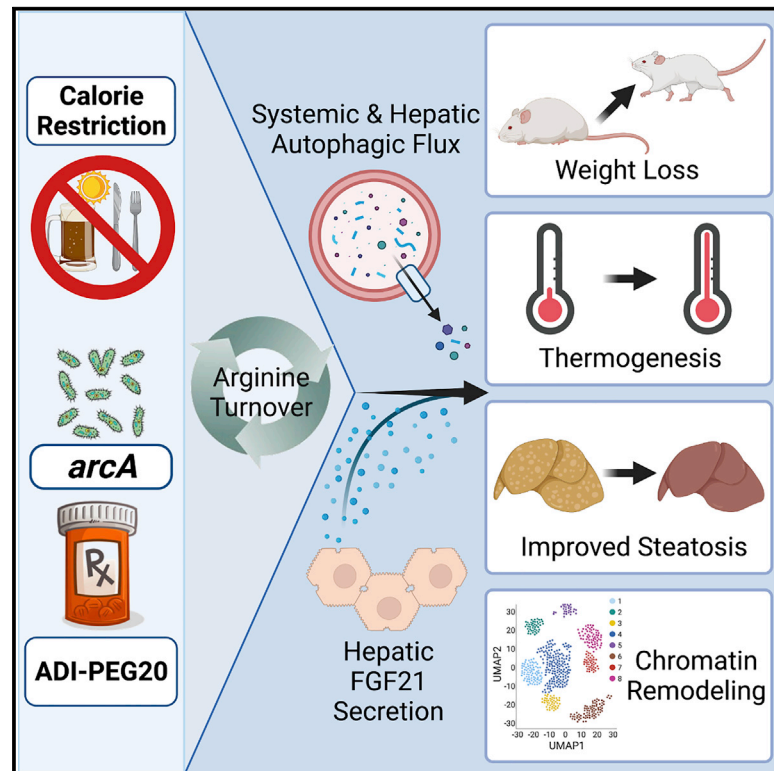 Calorie
Restriction
arcA
Rx
ADI-PEG20
Arginine
Turnover
Systemic & Hepatic
Autophagic Flux
Hepatic
FGF21
Secretion
Weight Loss
Thermogenesis
Improved Steatosis
UMAP2
30
20
10
0
-10
-20
-30
-30 -20 -10 0 10 20 30
UMAP1
1
2
3
4
5
6
7
8
Chromatin
Remodeling